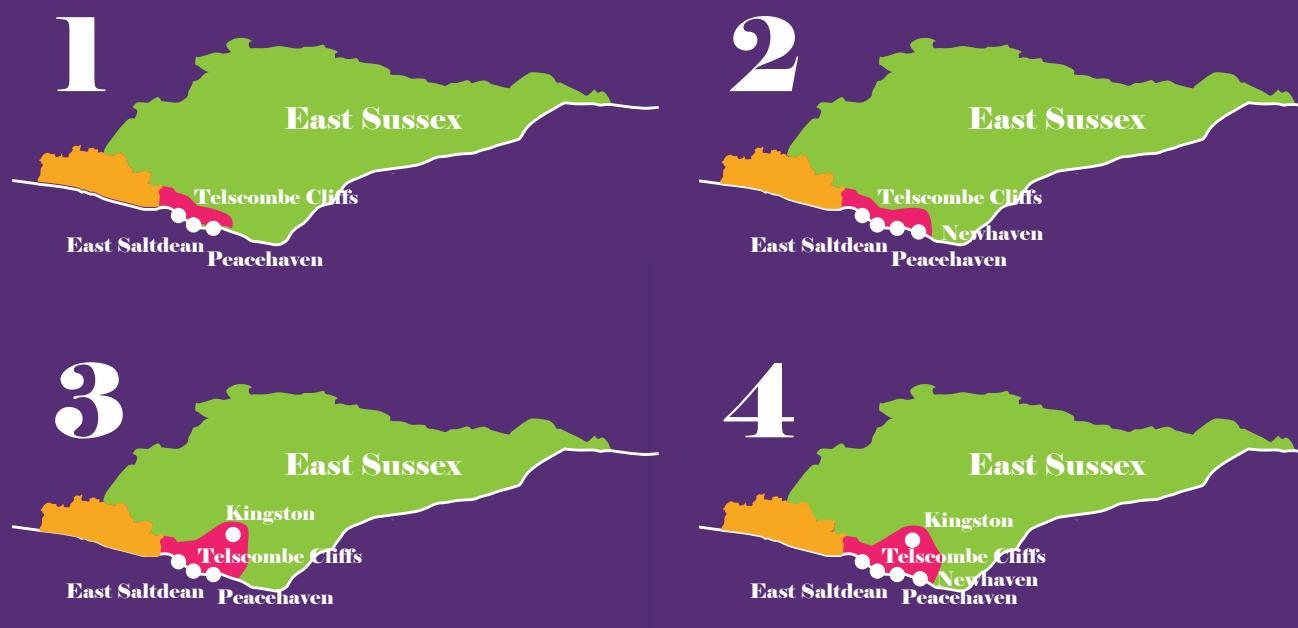 1
East Sussex
Telscombe Cliffs
East Saltdean
Peacehaven
2
East Sussex
Telscombe Cliffs
Newhaven
East Saltdean
Peacehaven
3
East Sussex
Kingston
Telscombe Cliffs
East Saltdean
Peacehaven
4
East Sussex
Kingston
Telscombe Cliffs
Newhaven
East Saltdean
Peacehaven